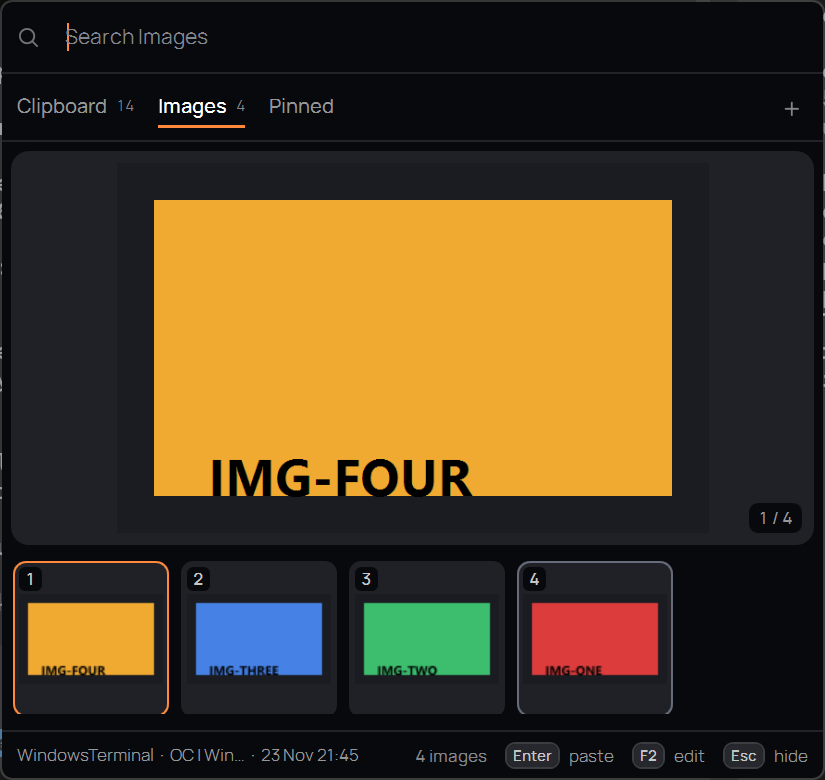 Search Images
Clipboard 14 Images 4 Pinned +
IMG-FOUR
1 / 4
1 2 3 4
IMG-FOUR IMG-THREE IMG-TWO IMG-ONE
WindowsTerminal · OC | Win... · 23 Nov 21:45 4 images Enter paste F2 edit Esc hide